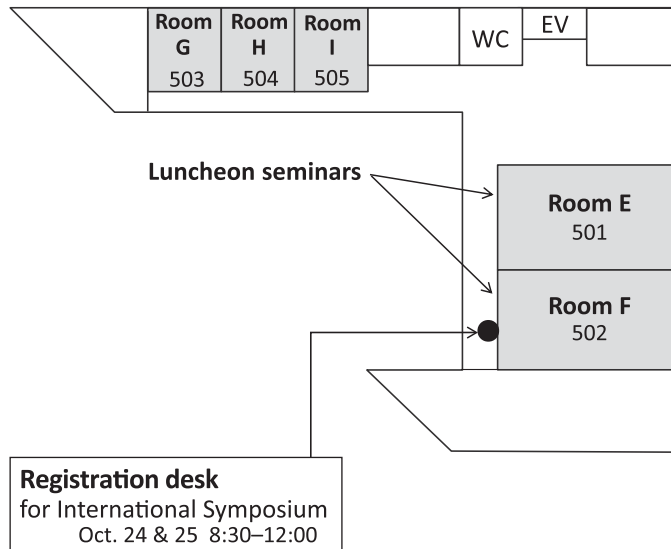 Room
G
503
Room
H
504
Room
I
505
WC
EV
Luncheon seminars
Room E
501
Room F
502
Registration desk
for International Symposium
Oct. 24 & 25 8:30–12:00